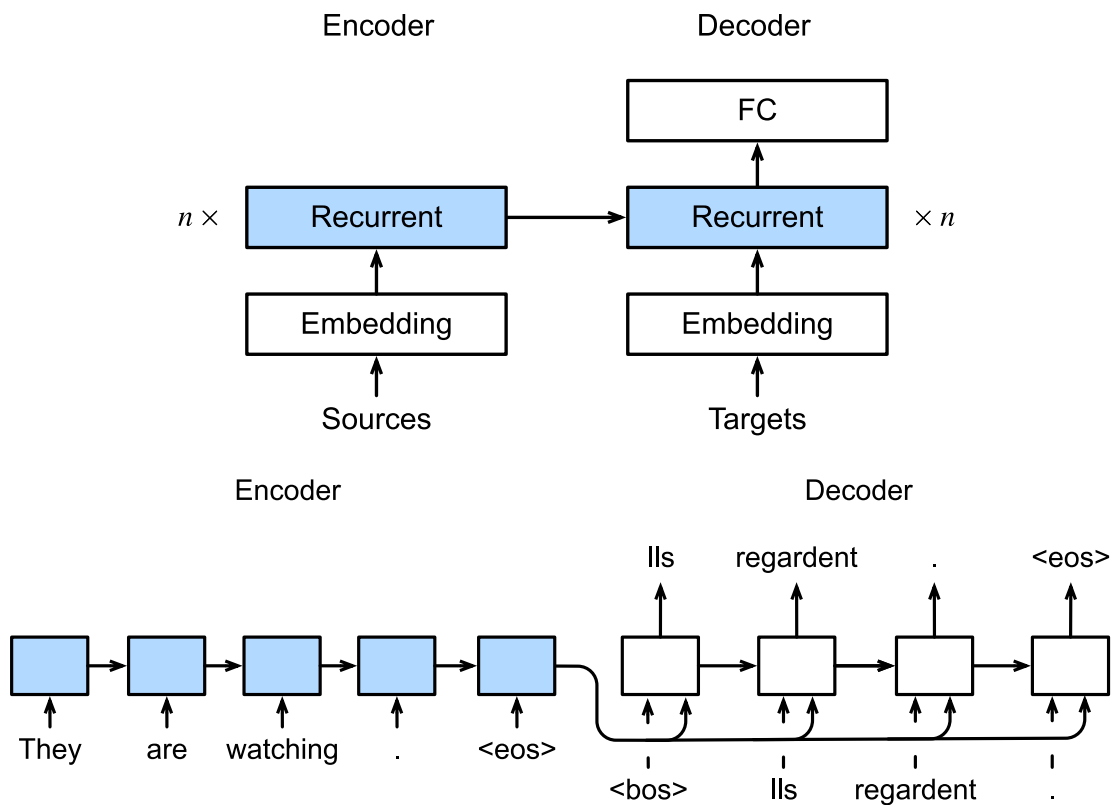 Encoder Decoder
FC
n × Recurrent Recurrent × n
Embedding Embedding
Sources Targets
Encoder Decoder
Ils regardent . <eos>
They are watching . <eos>
<bos> Ils regardent .